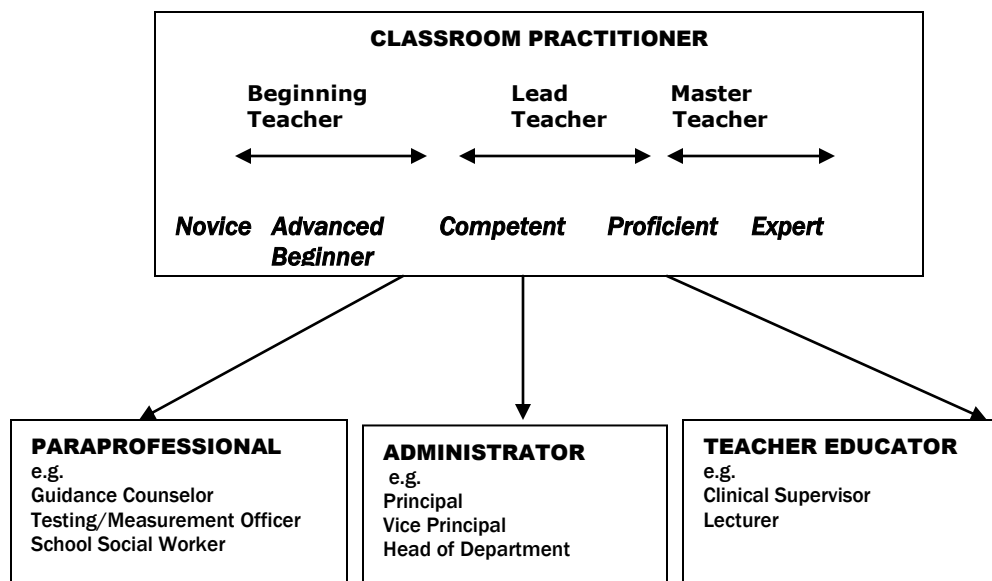 CLASSROOM PRACTITIONER
Beginning Teacher
Lead Teacher
Master Teacher
Novice Advanced Beginner Competent Proficient Expert
PARAPROFESSIONAL
e.g.
Guidance Counselor
Testing/Measurement Officer
School Social Worker
ADMINISTRATOR
e.g.
Principal
Vice Principal
Head of Department
TEACHER EDUCATOR
e.g.
Clinical Supervisor
Lecturer